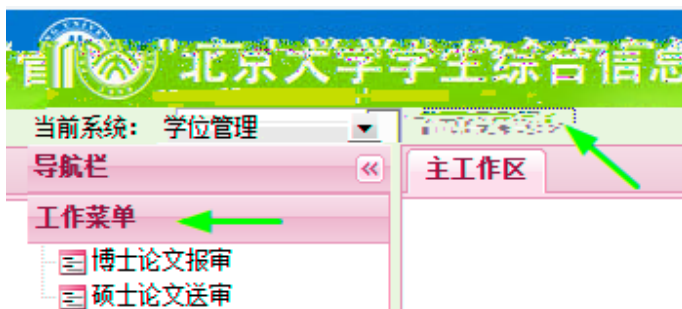 北京大学学生综合信息
当前系统： 学位管理
导航栏
主工作区
工作菜单
博士论文报审
硕士论文送审